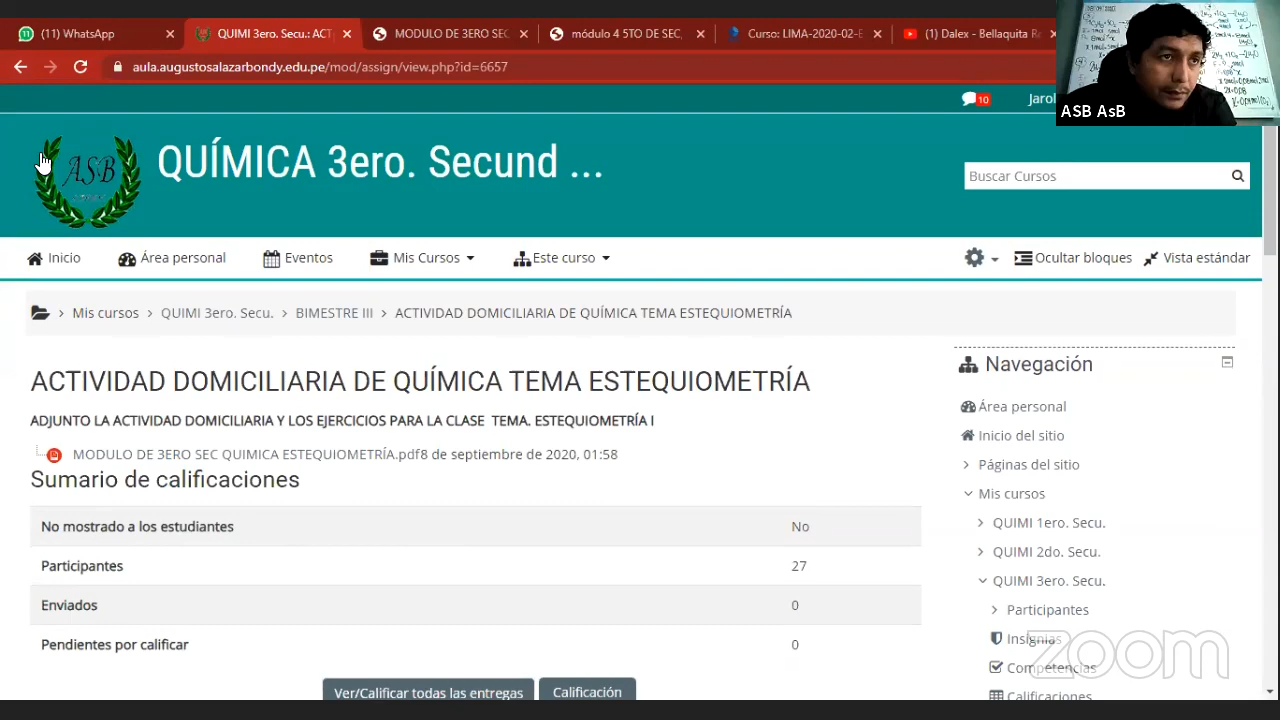 (11) WhatsApp
QUIMI 3ero. Secu.: ACT
MODULO DE 3ERO SEC
módulo 4 5TO DE SEC,
Curso: LIMA-2020-02-E
(1) Dalex - Bellaquita Re
aula.augustosalazarbondy.edu.pe/mod/assign/view.php?id=6657
10
Jarol
ASB AsB
ASB
QUÍMICA 3ero. Secund ...
Buscar Cursos
Inicio
Área personal
Eventos
Mis Cursos
Este curso
Ocultar bloques
Vista estándar
Mis cursos > QUIMI 3ero. Secu. > BIMESTRE III > ACTIVIDAD DOMICILIARIA DE QUÍMICA TEMA ESTEQUIOMETRÍA
ACTIVIDAD DOMICILIARIA DE QUÍMICA TEMA ESTEQUIOMETRÍA
ADJUNTO LA ACTIVIDAD DOMICILIARIA Y LOS EJERCICIOS PARA LA CLASE TEMA. ESTEQUIOMETRÍA I
MODULO DE 3ERO SEC QUIMICA ESTEQUIOMETRÍA.pdf8 de septiembre de 2020, 01:58
Sumario de calificaciones
No mostrado a los estudiantes No
Participantes 27
Enviados 0
Pendientes por calificar 0
Ver/Calificar todas las entregas
Calificación
Navegación
Área personal
Inicio del sitio
Páginas del sitio
Mis cursos
QUIMI 1ero. Secu.
QUIMI 2do. Secu.
QUIMI 3ero. Secu.
Participantes
Insignias
Competencias
Calificaciones
zoom